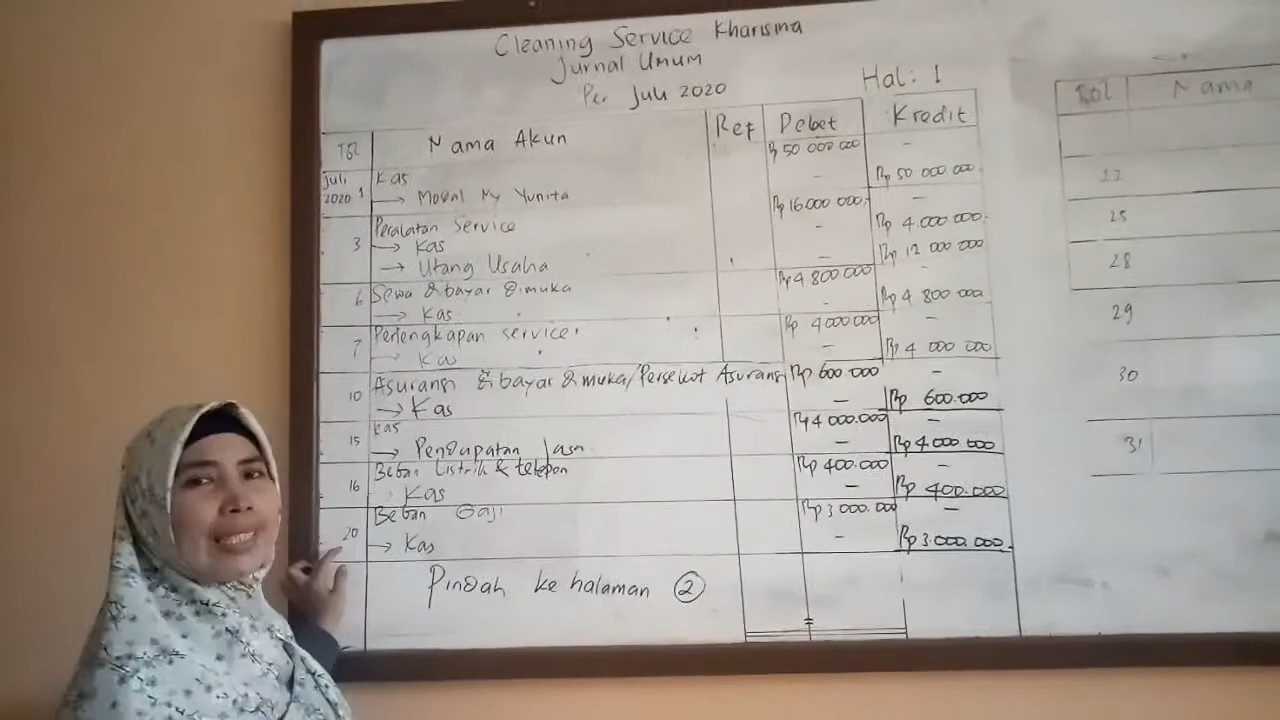 Cleaning Service Kharisma
Jurnal Umum
Per Juli 2020
Hal: 1
Tgl Nama Akun Ref Debet Kredit
Juli 2020 1 Kas Rp 50 000 000 -
→ Modal Ny Yunita - Rp 50 000 000
3 Peralatan Service Rp 16 000 000 -
→ Kas - Rp 4.000.000
→ Utang Usaha - Rp 12 000 000
6 Sewa dibayar dimuka Rp 4.800 000 -
→ Kas - Rp 4 800 000
7 Perlengkapan service Rp 4000000 -
→ Kas - Rp 4 000 000
10 Asuransi dibayar dimuka/Persekot Asuransi Rp 600.000 -
→ Kas - Rp 600.000
15 Kas Rp 4 000.000 -
→ Pendapatan Jasa - Rp 4 000 000
16 Beban Listrik & telepon Rp 400.000 -
Kas - Rp 400.000
20 Beban Gaji Rp 3 000.000 -
→ Kas - Rp 3.000.000
Pindah ke halaman 2
Tgl Nama
22
25
28
29
30
31